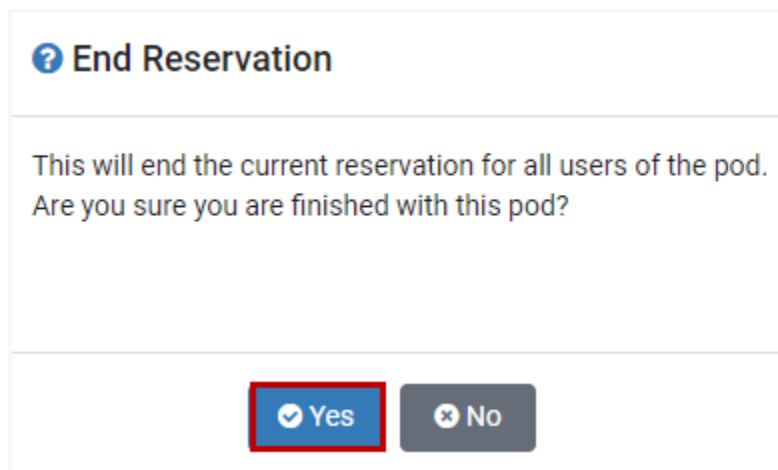 End Reservation
This will end the current reservation for all users of the pod.
Are you sure you are finished with this pod?
Yes No